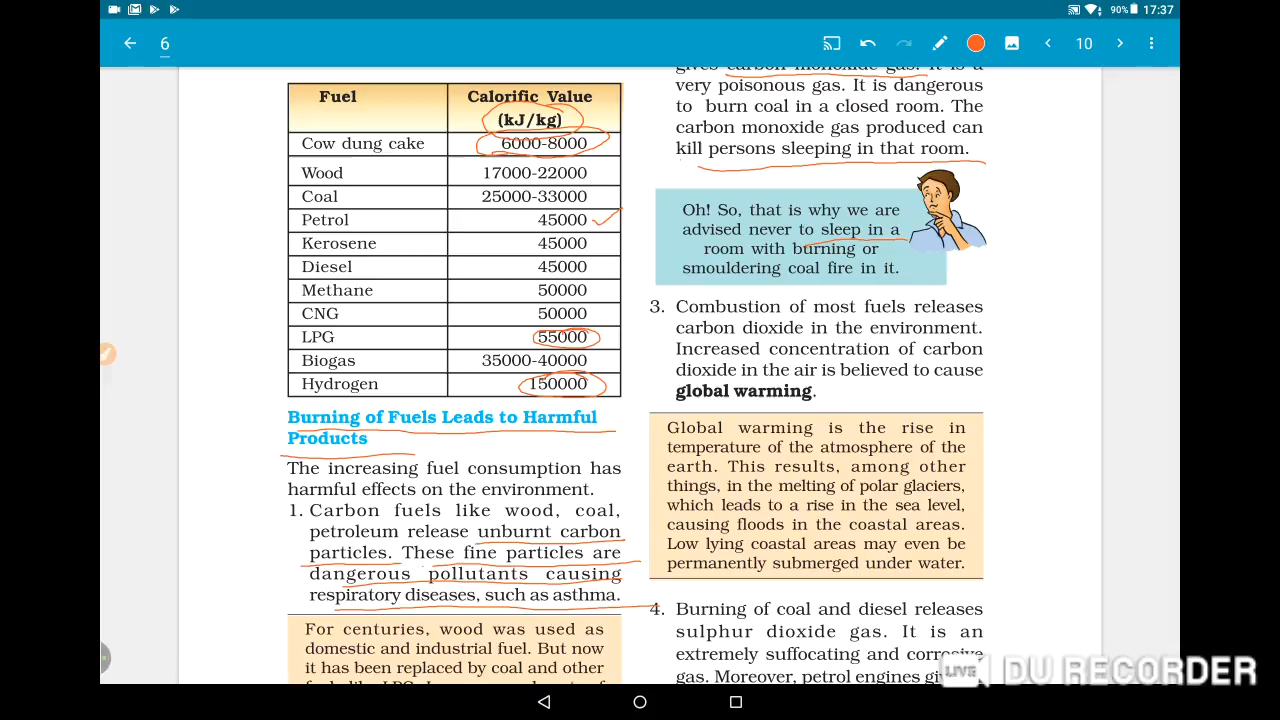 90% 17:37
6
10
Fuel Calorific Value
(kJ/kg)
Cow dung cake 6000-8000
Wood 17000-22000
Coal 25000-33000
Petrol 45000
Kerosene 45000
Diesel 45000
Methane 50000
CNG 50000
LPG 55000
Biogas 35000-40000
Hydrogen 150000
Burning of Fuels Leads to Harmful
Products
The increasing fuel consumption has
harmful effects on the environment.
1. Carbon fuels like wood, coal,
petroleum release unburnt carbon
particles. These fine particles are
dangerous pollutants causing
respiratory diseases, such as asthma.
For centuries, wood was used as
domestic and industrial fuel. But now
it has been replaced by coal and other
gives carbon monoxide gas. It is a
very poisonous gas. It is dangerous
to burn coal in a closed room. The
carbon monoxide gas produced can
kill persons sleeping in that room.
Oh! So, that is why we are
advised never to sleep in a
room with burning or
smouldering coal fire in it.
3. Combustion of most fuels releases
carbon dioxide in the environment.
Increased concentration of carbon
dioxide in the air is believed to cause
global warming.
Global warming is the rise in
temperature of the atmosphere of the
earth. This results, among other
things, in the melting of polar glaciers,
which leads to a rise in the sea level,
causing floods in the coastal areas.
Low lying coastal areas may even be
permanently submerged under water.
4. Burning of coal and diesel releases
sulphur dioxide gas. It is an
extremely suffocating and corrosive
gas. Moreover, petrol engines
LIVE DU RECORDER